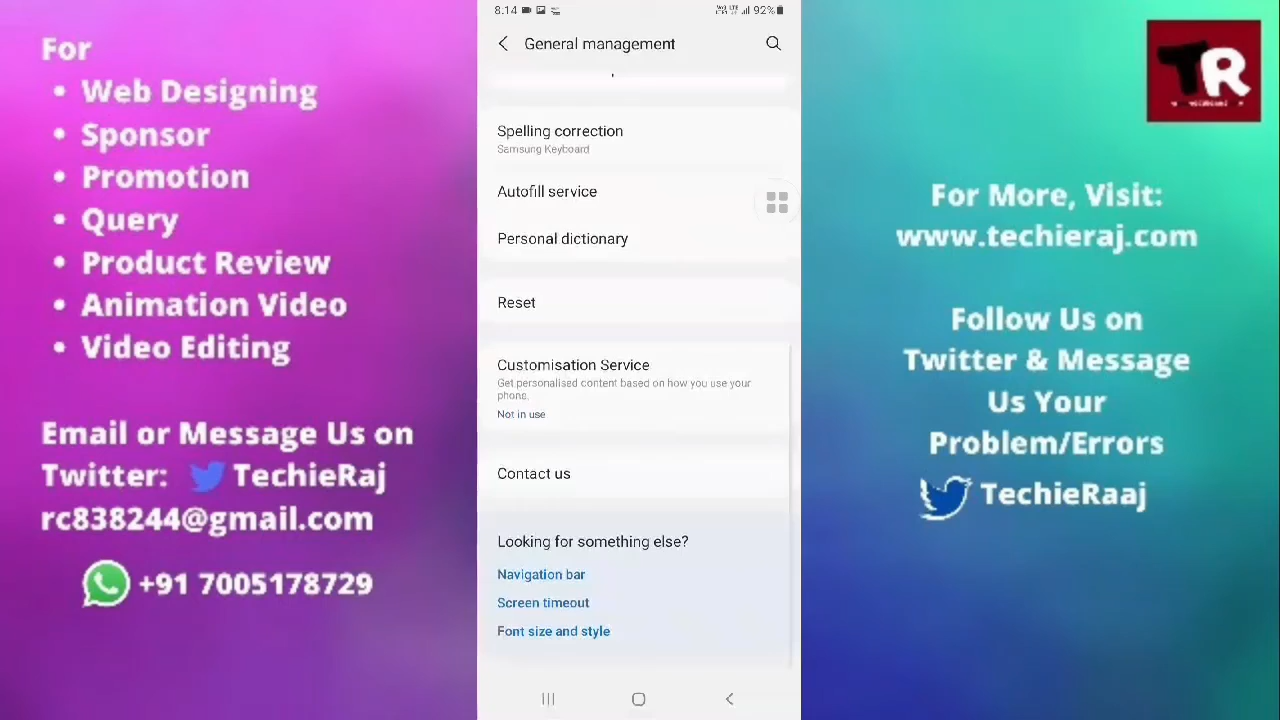 For
• Web Designing
• Sponsor
• Promotion
• Query
• Product Review
• Animation Video
• Video Editing
Email or Message Us on
Twitter: TechieRaj
rc838244@gmail.com
+91 7005178729
8:14
92%
General management
Spelling correction
Samsung Keyboard
Autofill service
Personal dictionary
Reset
Customisation Service
Get personalised content based on how you use your
phone.
Not in use
Contact us
Looking for something else?
Navigation bar
Screen timeout
Font size and style
TR
For More, Visit:
www.techieraj.com
Follow Us on
Twitter & Message
Us Your
Problem/Errors
TechieRaaj